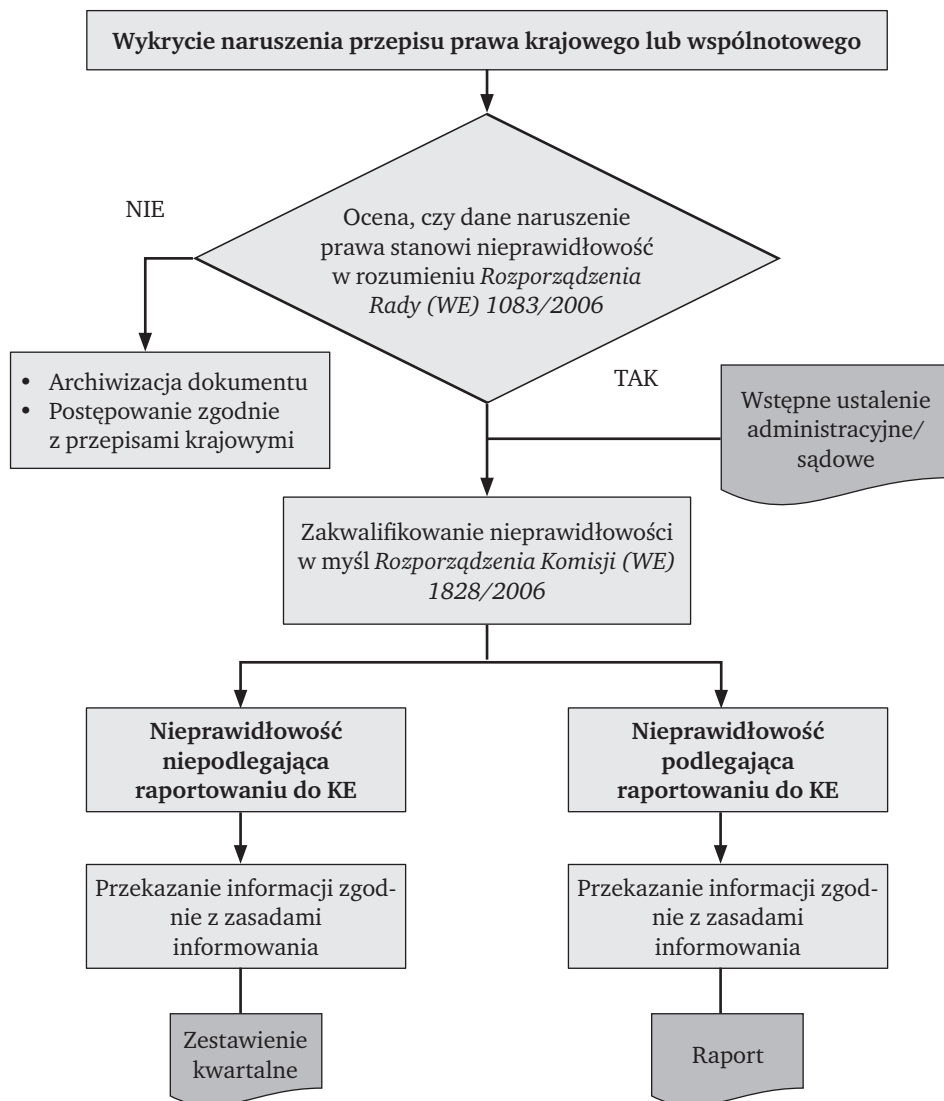 Wykrycie naruszenia przepisu prawa krajowego lub wspólnotowego
NIE
Ocena, czy dane naruszenie
prawa stanowi nieprawidłowość
w rozumieniu Rozporządzenia
Rady (WE) 1083/2006
• Archiwizacja dokumentu
• Postępowanie zgodnie
z przepisami krajowymi
TAK
Wstępne ustalenie
administracyjne/
sądowe
Zakwalifikowanie nieprawidłowości
w myśl Rozporządzenia Komisji (WE)
1828/2006
Nieprawidłowość
niepodlegająca
raportowaniu do KE
Nieprawidłowość
podlegająca
raportowaniu do KE
Przekazanie informacji zgod-
nie z zasadami
informowania
Przekazanie informacji zgod-
nie z zasadami
informowania
Zestawienie
kwartalne
Raport